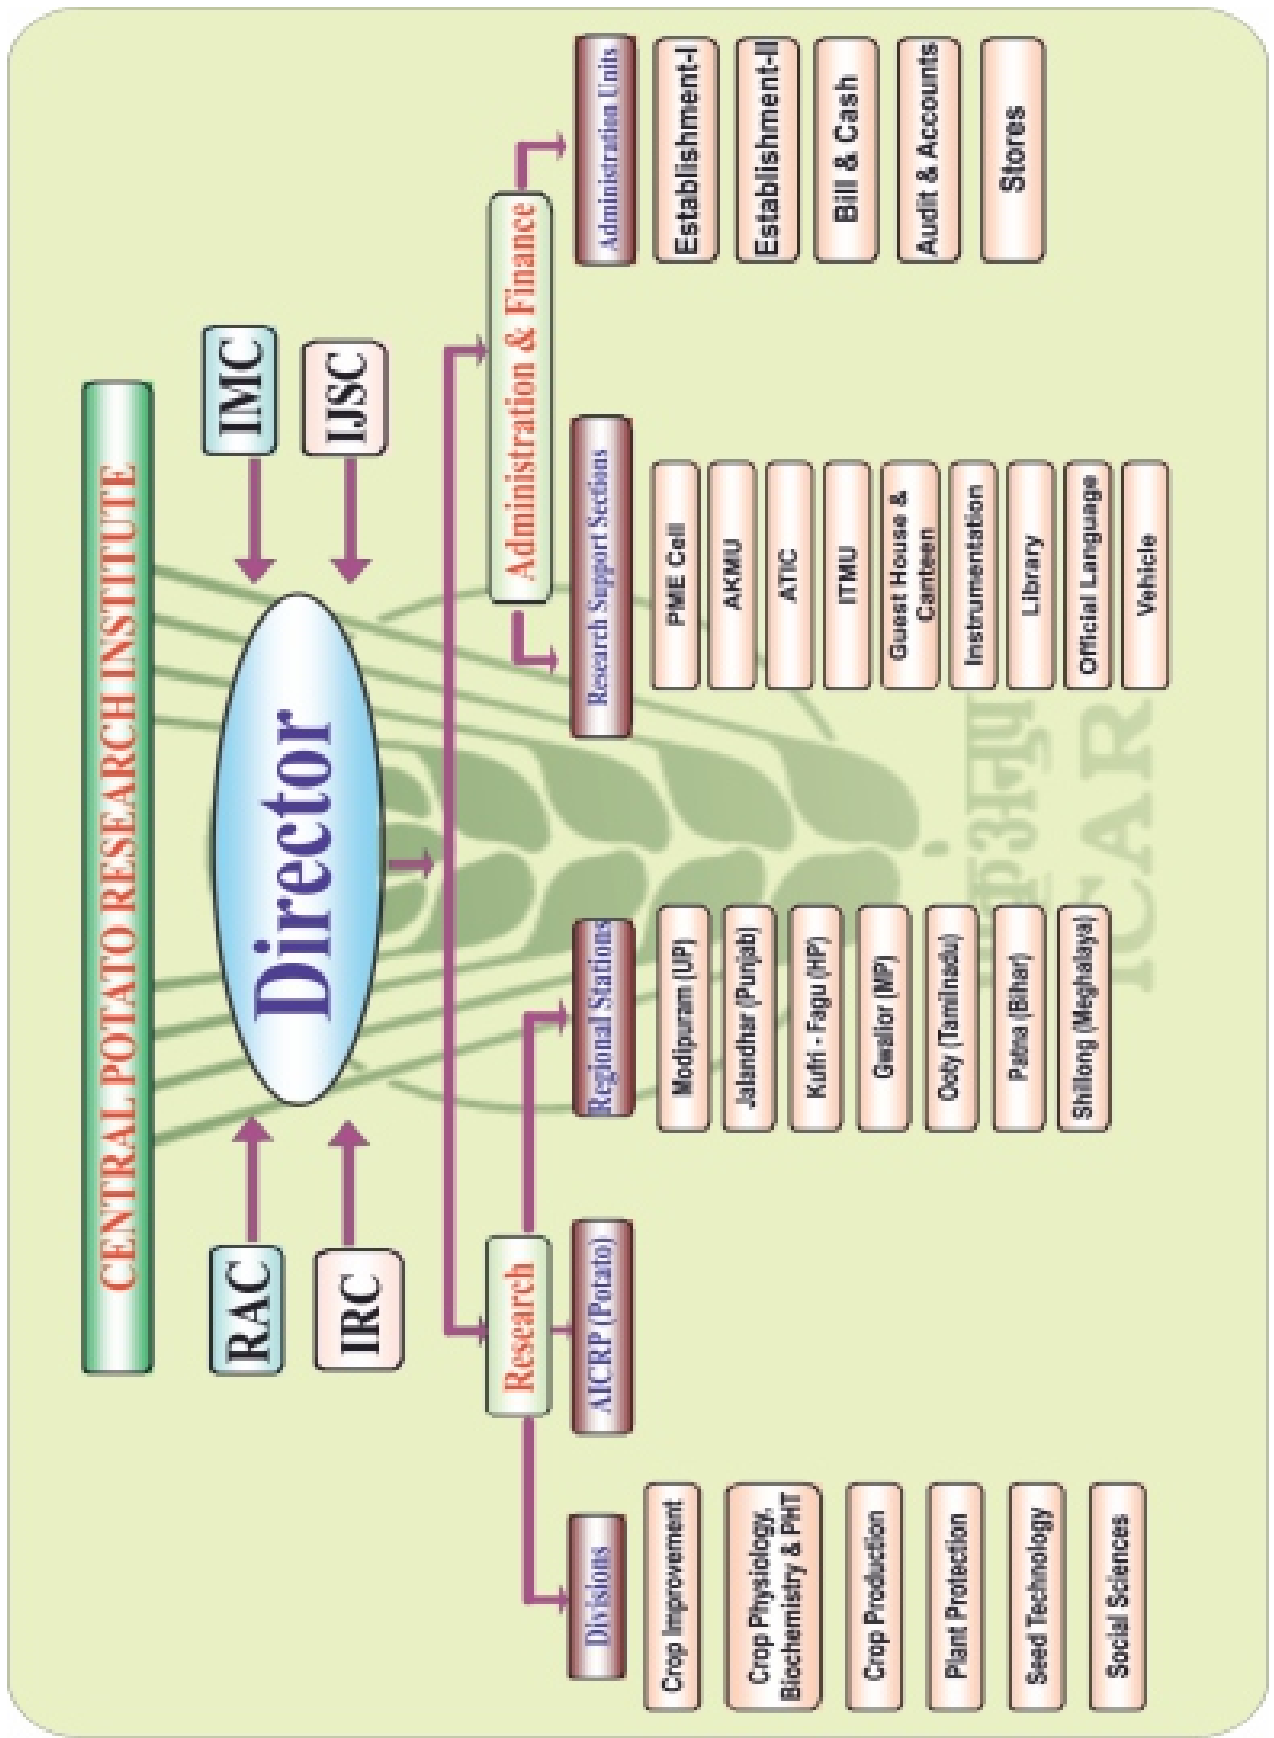 CENTRAL POTATO RESEARCH INSTITUTE
RAC
IMC
Director
IRC
IJSC
Research
Administration & Finance
Divisions
Crop Improvement
Crop Physiology,
Biochemistry & PHT
Crop Production
Plant Protection
Seed Technology
Social Sciences
AICRP (Potato)
Regional Stations
Modipuram (UP)
Jalandhar (Punjab)
Kufri - Fagu (HP)
Gwalior (MP)
Ooty (Tamilnadu)
Patna (Bihar)
Shillong (Meghalaya)
Research Support Sections
PME Cell
AKMU
ATIC
ITMU
Guest House &
Canteen
Instrumentation
Library
Official Language
Vehicle
Administration Units
Establishment-I
Establishment-II
Bill & Cash
Audit & Accounts
Stores
भाकृअनुप
ICAR